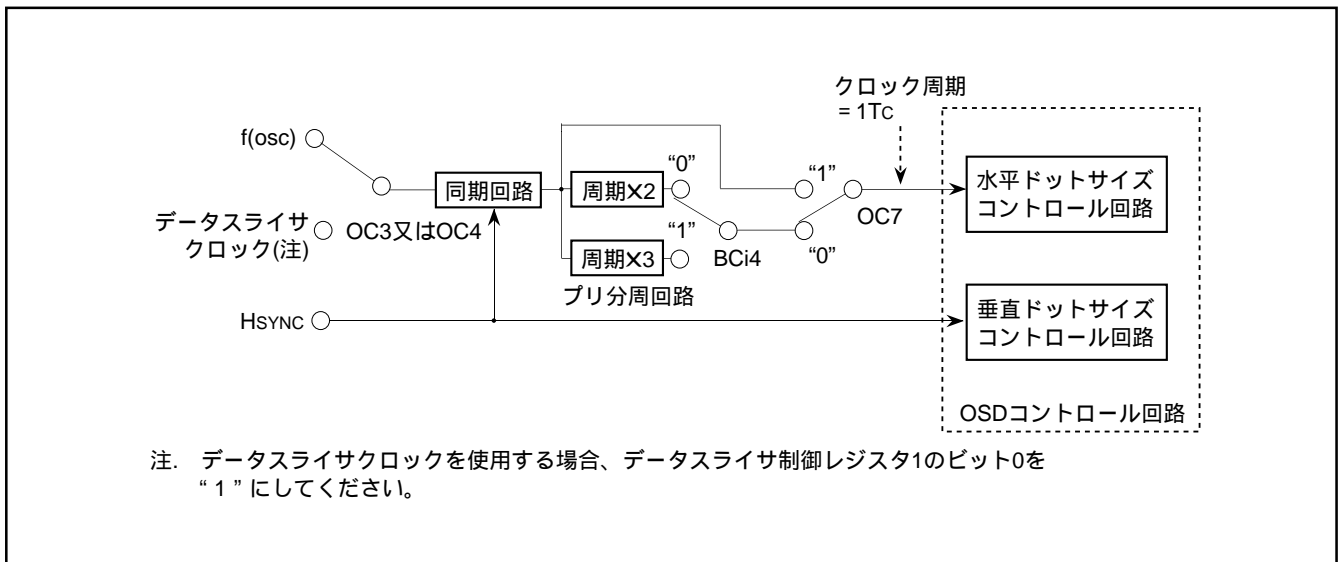 クロック周期
= 1TC
f(osc)
データスライサ
クロック(注)
OC3又はOC4
同期回路
周期×2
“0”
“1”
周期×3
プリ分周回路
BCi4
“1”
“0”
OC7
水平ドットサイズ
コントロール回路
HSYNC
垂直ドットサイズ
コントロール回路
OSDコントロール回路
注. データスライサクロックを使用する場合、データスライサ制御レジスタ1のビット0を
“ 1 ” にしてください。